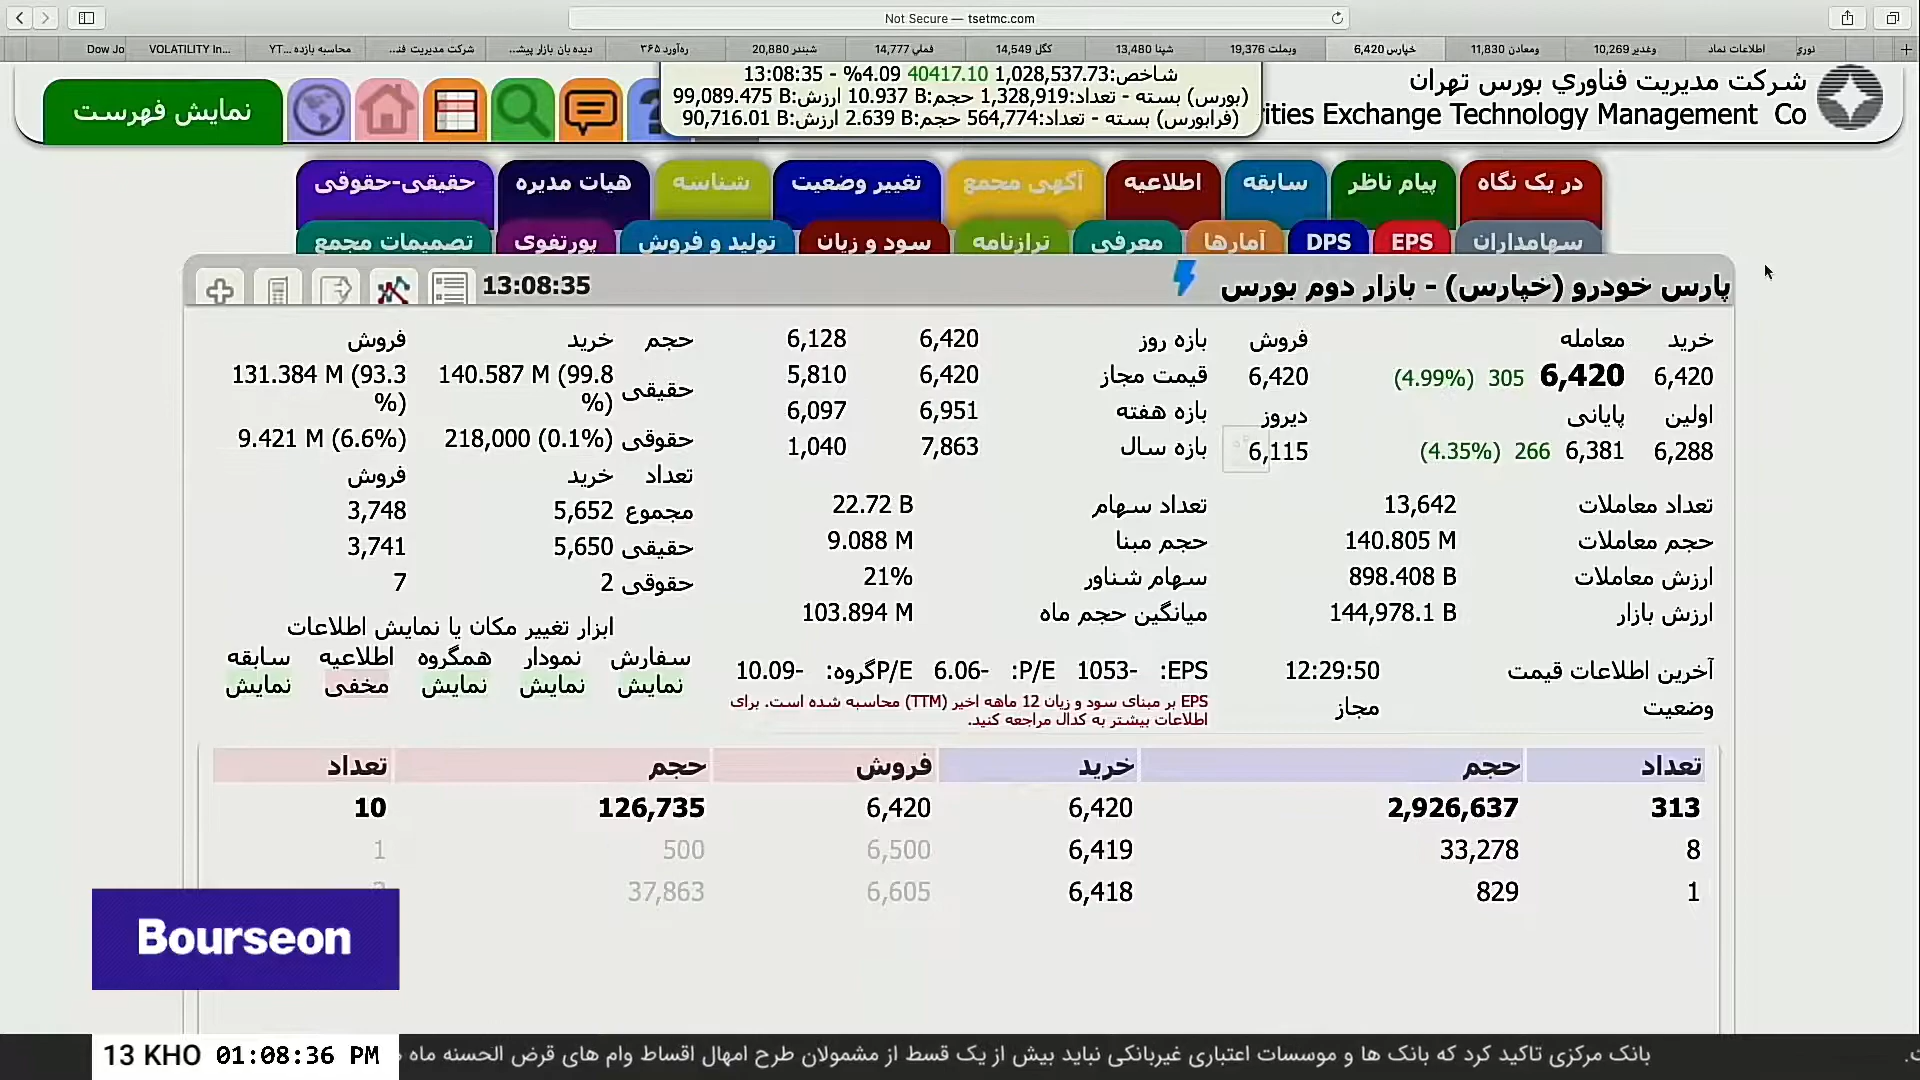 Not Secure — tsetmc.com
Dow Jo
VOLATILITY In...
محاسبه بازده YT...
شرکت مدیریت فنـ...
دیده بان بازار پیشـ...
ره‌آورد ۳۶۵
شبندر 20,880
فملي 14,777
كگل 14,549
شپنا 13,480
وبملت 19,376
خپارس 6,420
ومعادن 11,830
وغدير 10,269
اطلاعات نماد
نوري
شرکت مديريت فناوري بورس تهران
rities Exchange Technology Management Co
شاخص:1,028,537.73 40417.10 4.09% - 13:08:35
(بورس) بسته - تعداد:1,328,919 حجم:10.937 B ارزش:99,089.475 B
(فرابورس) بسته - تعداد:564,774 حجم:2.639 B ارزش:90,716.01 B
نمایش فهرست
در یک نگاه
پیام ناظر
سابقه
اطلاعیه
آگهی مجمع
تغییر وضعیت
شناسه
هیات مدیره
حقیقی-حقوقی
سهامداران
EPS
DPS
آمارها
معرفی
ترازنامه
سود و زیان
تولید و فروش
پورتفوی
تصمیمات مجمع
پارس خودرو (خپارس) - بازار دوم بورس
13:08:35
خرید معامله فروش
6,420 6,420 305 (4.99%) 6,420
اولین پایانی دیروز
6,288 6,381 266 (4.35%) 6,115
تعداد معاملات 13,642
حجم معاملات 140.805 M
ارزش معاملات 898.408 B
ارزش بازار 144,978.1 B
آخرین اطلاعات قیمت 12:29:50
وضعیت مجاز
بازه روز 6,420 6,128
قیمت مجاز 6,420 5,810
بازه هفته 6,951 6,097
بازه سال 7,863 1,040
تعداد سهام 22.72 B
حجم مبنا 9.088 M
سهام شناور 21%
میانگین حجم ماه 103.894 M
EPS: -1053 P/E: -6.06 P/Eگروه: -10.09
EPS بر مبنای سود و زیان 12 ماهه اخیر (TTM) محاسبه شده است. برای
اطلاعات بیشتر به کدال مراجعه کنید.
حجم خرید فروش
حقیقی 140.587 M (99.8 %) 131.384 M (93.3 %)
حقوقی 218,000 (0.1%) 9.421 M (6.6%)
تعداد خرید فروش
مجموع 5,652 3,748
حقیقی 5,650 3,741
حقوقی 2 7
ابزار تغییر مکان یا نمایش اطلاعات
سفارش نمودار همگروه اطلاعیه سابقه
نمایش نمایش نمایش مخفی نمایش
تعداد حجم خرید فروش حجم تعداد
313 2,926,637 6,420 6,420 126,735 10
8 33,278 6,419 6,500 500 1
1 829 6,418 6,605 37,863
Bourseon
13 KHO 01:08:36 PM
بانک مرکزی تاکید کرد که بانک ها و موسسات اعتباری غیربانکی نباید بیش از یک قسط از مشمولان طرح امهال اقساط وام های قرض الحسنه ماه